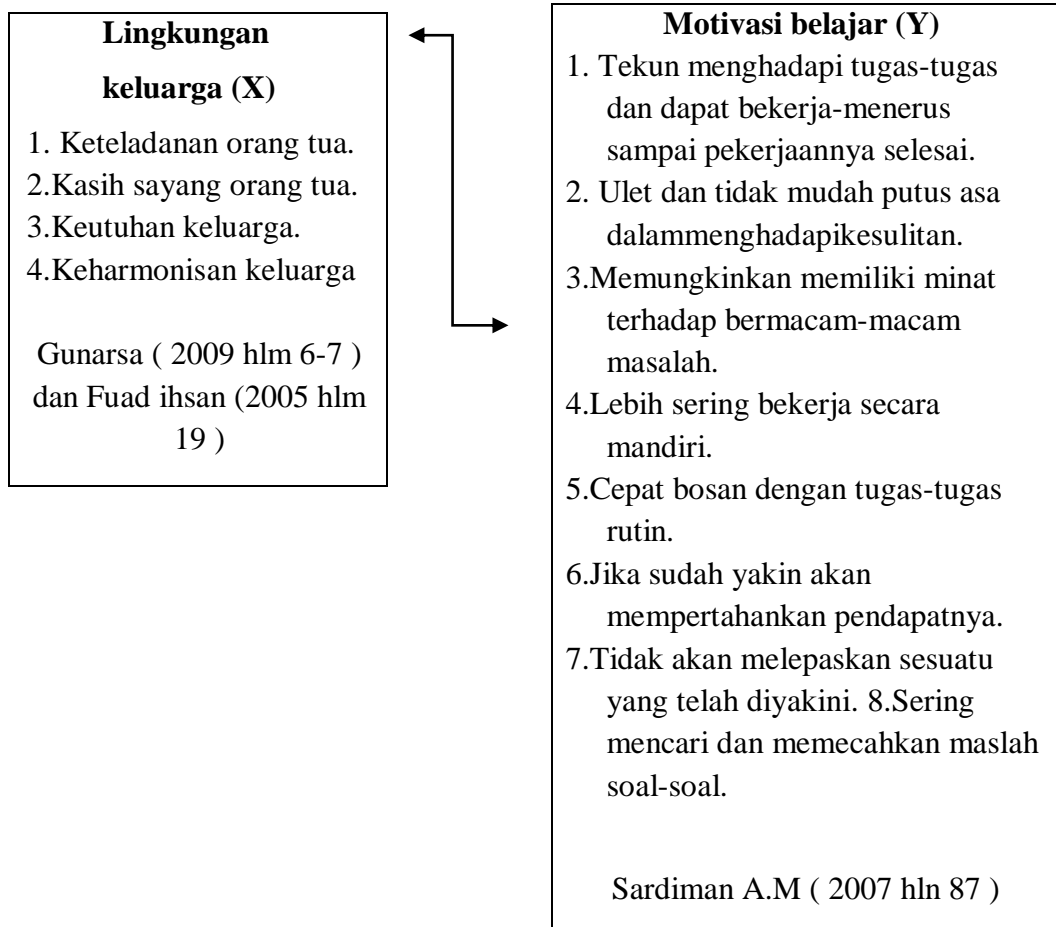 Lingkungan
keluarga (X)
1. Keteladanan orang tua.
2.Kasih sayang orang tua.
3.Keutuhan keluarga.
4.Keharmonisan keluarga
Gunarsa ( 2009 hlm 6-7 )
dan Fuad ihsan (2005 hlm
19 )
Motivasi belajar (Y)
1. Tekun menghadapi tugas-tugas
dan dapat bekerja-menerus
sampai pekerjaannya selesai.
2. Ulet dan tidak mudah putus asa
dalammenghadapikesulitan.
3.Memungkinkan memiliki minat
terhadap bermacam-macam
masalah.
4.Lebih sering bekerja secara
mandiri.
5.Cepat bosan dengan tugas-tugas
rutin.
6.Jika sudah yakin akan
mempertahankan pendapatnya.
7.Tidak akan melepaskan sesuatu
yang telah diyakini. 8.Sering
mencari dan memecahkan maslah
soal-soal.
Sardiman A.M ( 2007 hln 87 )